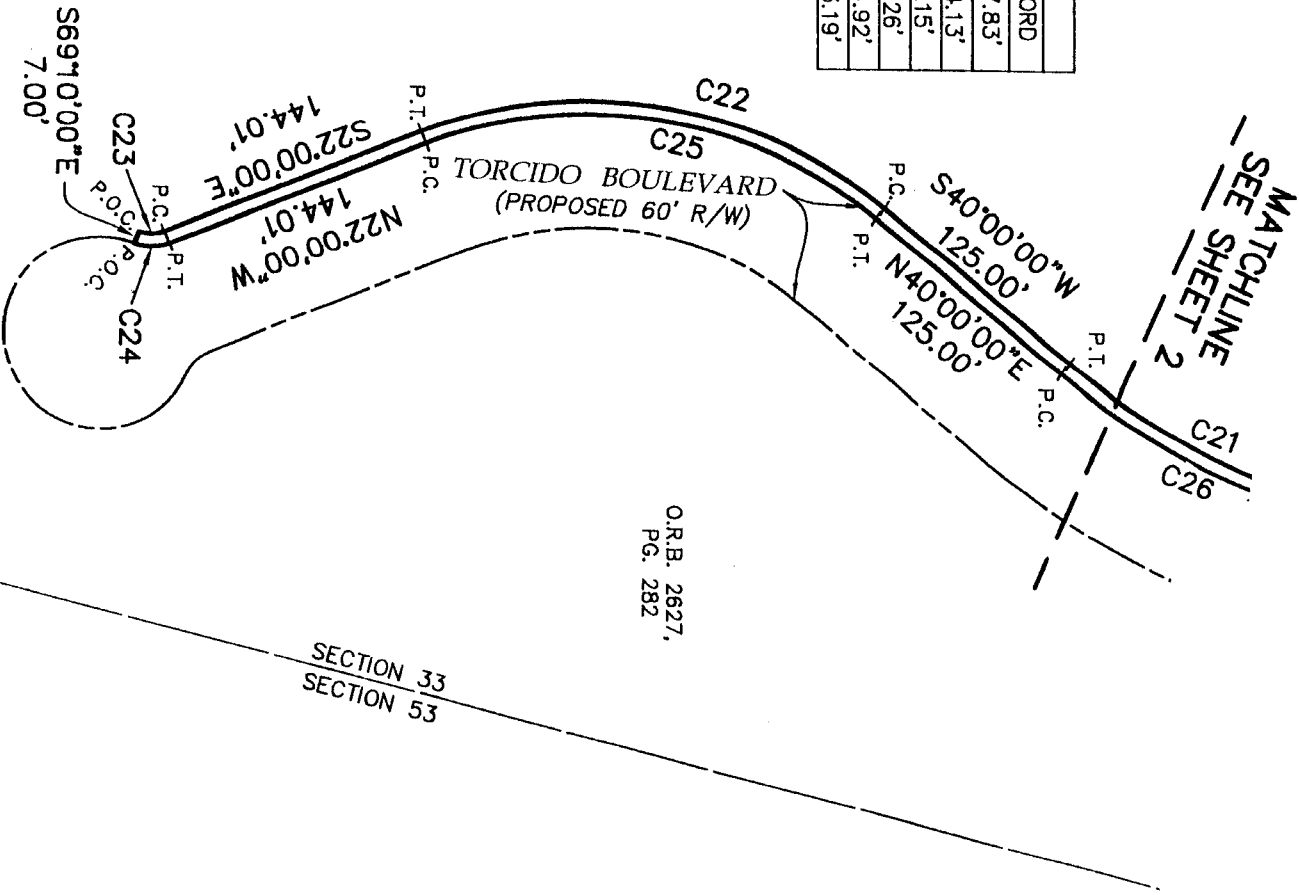 ORD
7.83'
.13'
.15'
26'
.92'
.19'
MATCHLINE
SEE SHEET 2
C21
C26
P.T.
P.C.
S40°00'00"W
125.00'
N40°00'00"E
125.00'
P.C.
P.T.
C22
C25
TORCIDO BOULEVARD
(PROPOSED 60' R/W)
P.T.
P.C.
S22°00'00"E
144.01'
N22°00'00"W
144.01'
P.C.
P.T.
C23
S69°10'00"E
7.00'
P.O.C.
P.O.C.
C24
O.R.B. 2627,
PG. 282
SECTION 33
SECTION 53